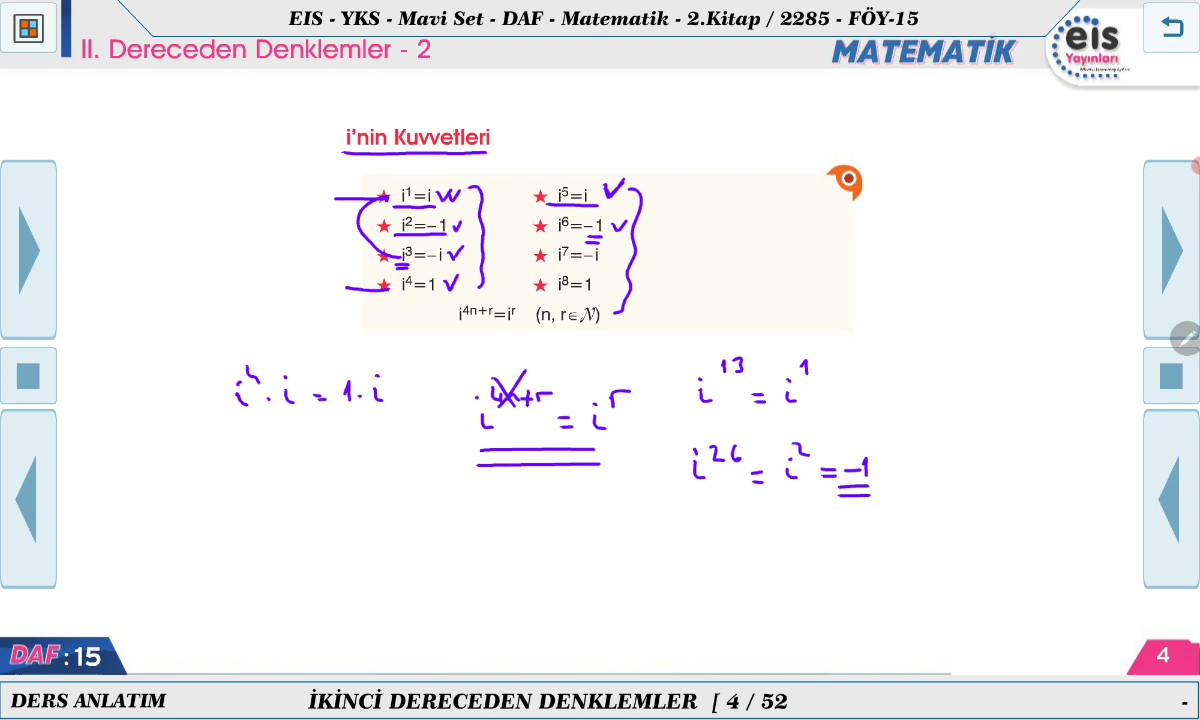 EIS - YKS - Mavi Set - DAF - Matematik - 2.Kitap / 2285 - FÖY-15
II. Dereceden Denklemler - 2
MATEMATİK
eis
Yayınları
i'nin Kuvvetleri
★ i¹=i ★ i⁵=i
★ i²=−1 ★ i⁶=−1
★ i³=−i ★ i⁷=−i
★ i⁴=1 ★ i⁸=1
i⁴ⁿ⁺ʳ=iʳ (n, r∈N)
i⁴ · i = 1 · i
i⁴ˣ⁺ʳ = iʳ
i¹³ = i¹
i²⁶ = i² = −1
DAF : 15
4
DERS ANLATIM
İKİNCİ DERECEDEN DENKLEMLER [ 4 / 52
-